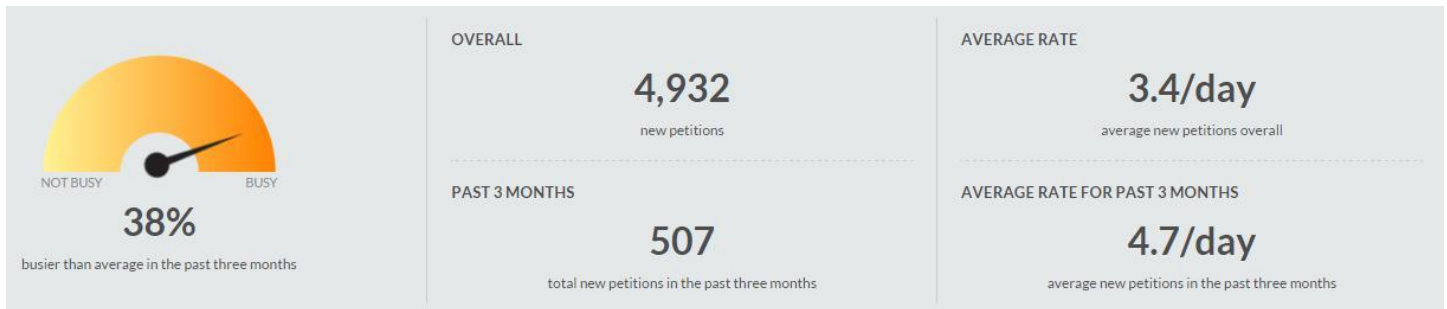 NOT BUSY
BUSY
38%
busier than average in the past three months
OVERALL
4,932
new petitions
PAST 3 MONTHS
507
total new petitions in the past three months
AVERAGE RATE
3.4/day
average new petitions overall
AVERAGE RATE FOR PAST 3 MONTHS
4.7/day
average new petitions in the past three months